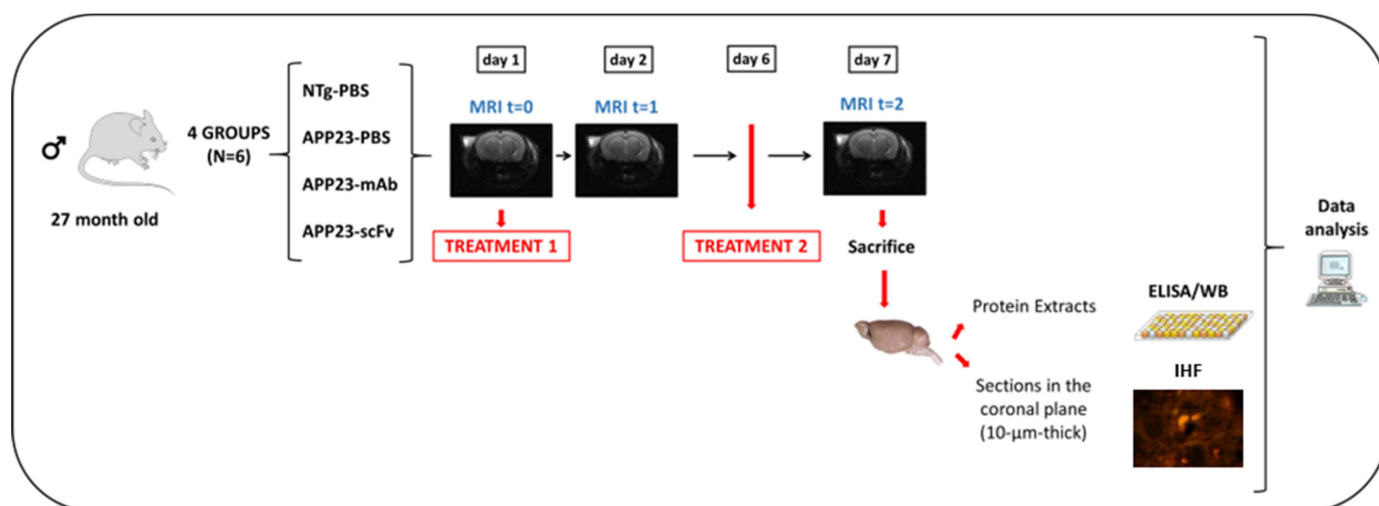 27 month old
4 GROUPS
(N=6)
NTg-PBS
APP23-PBS
APP23-mAb
APP23-scFv
day 1
MRI t=0
TREATMENT 1
day 2
MRI t=1
day 6
TREATMENT 2
day 7
MRI t=2
Sacrifice
Protein Extracts
Sections in the
coronal plane
(10-μm-thick)
ELISA/WB
IHF
Data
analysis